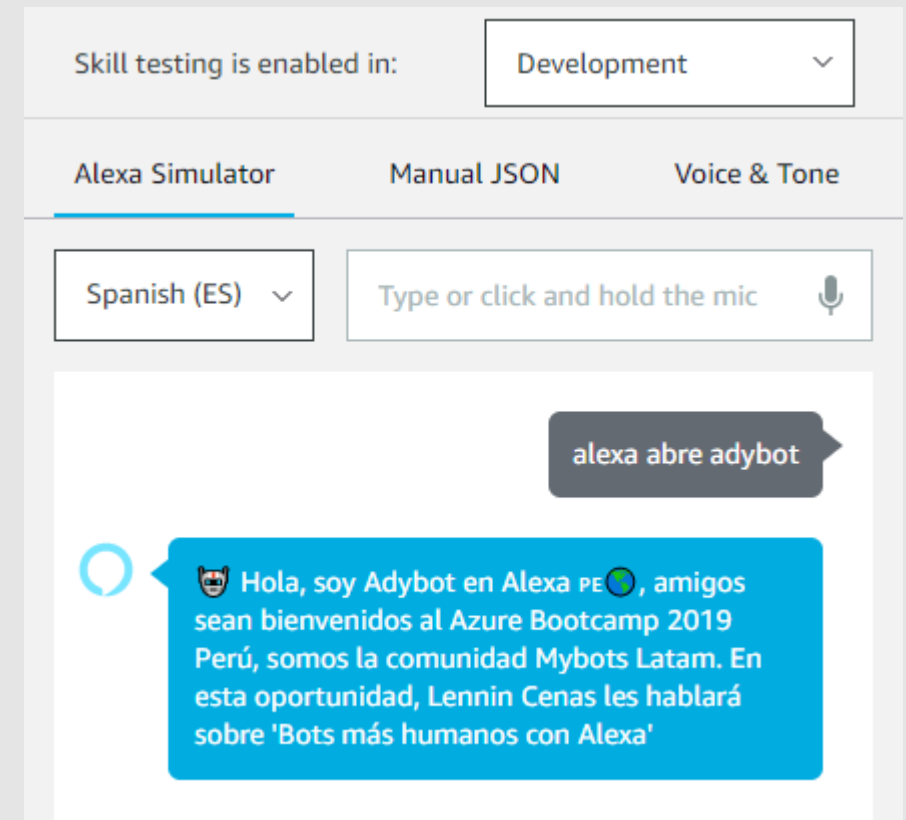 Skill testing is enabled in: Development
Alexa Simulator Manual JSON Voice & Tone
Spanish (ES) Type or click and hold the mic
alexa abre adybot
🤖 Hola, soy Adybot en Alexa PE🌎, amigos
sean bienvenidos al Azure Bootcamp 2019
Perú, somos la comunidad Mybots Latam. En
esta oportunidad, Lennin Cenas les hablará
sobre 'Bots más humanos con Alexa'